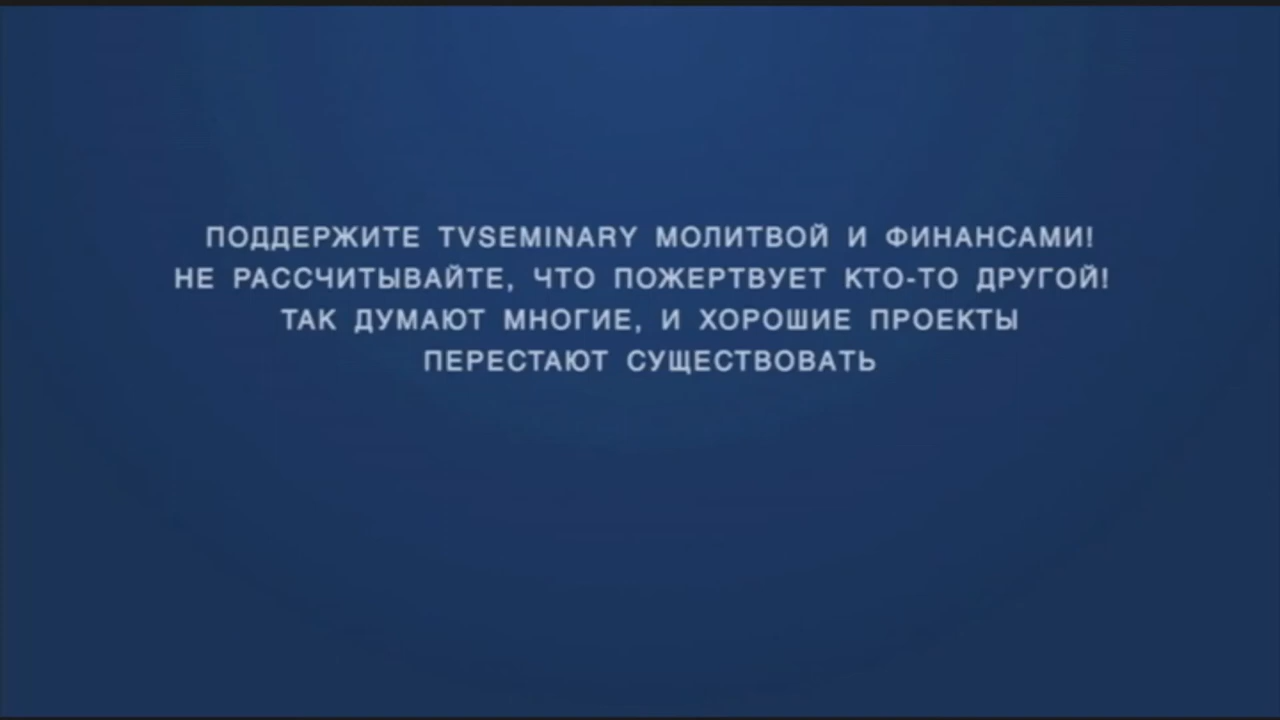 ПОДДЕРЖИТЕ TVSEMINARY МОЛИТВОЙ И ФИНАНСАМИ!
НЕ РАССЧИТЫВАЙТЕ, ЧТО ПОЖЕРТВУЕТ КТО-ТО ДРУГОЙ!
ТАК ДУМАЮТ МНОГИЕ, И ХОРОШИЕ ПРОЕКТЫ
ПЕРЕСТАЮТ СУЩЕСТВОВАТЬ